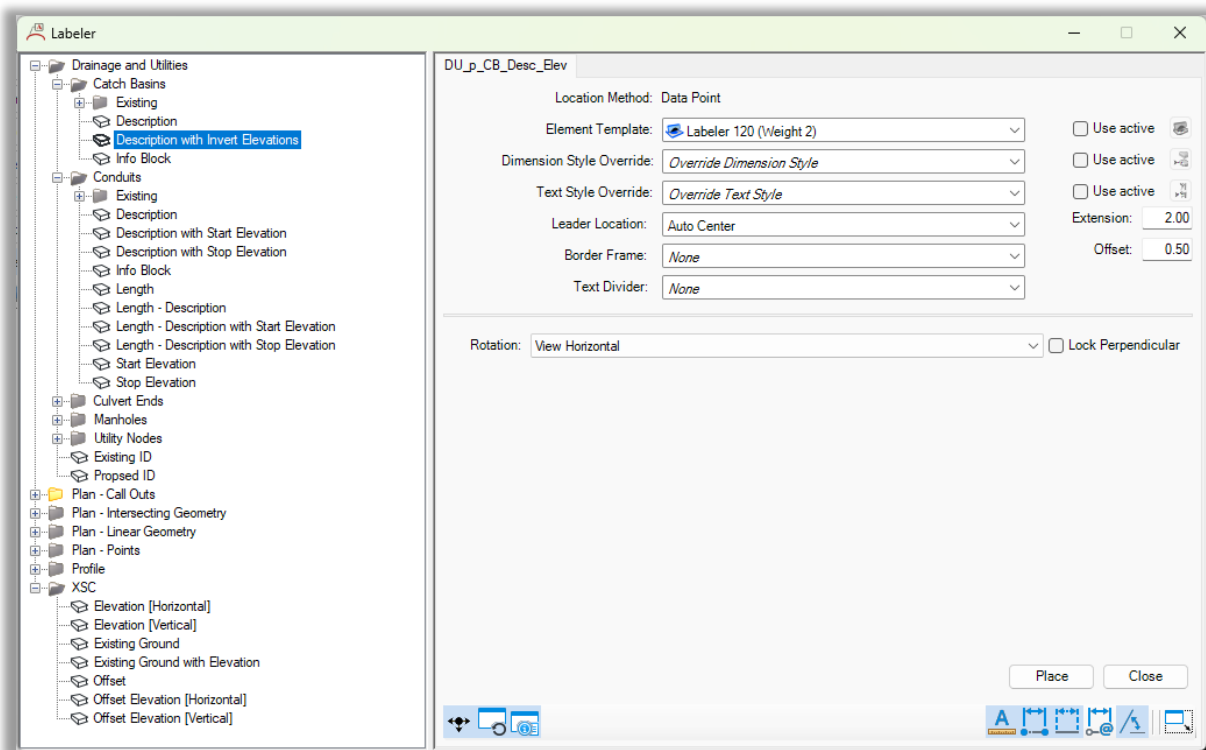 Labeler
Drainage and Utilities
Catch Basins
Existing
Description
Description with Invert Elevations
Info Block
Conduits
Existing
Description
Description with Start Elevation
Description with Stop Elevation
Info Block
Length
Length - Description
Length - Description with Start Elevation
Length - Description with Stop Elevation
Start Elevation
Stop Elevation
Culvert Ends
Manholes
Utility Nodes
Existing ID
Propsed ID
Plan - Call Outs
Plan - Intersecting Geometry
Plan - Linear Geometry
Plan - Points
Profile
XSC
Elevation [Horizontal]
Elevation [Vertical]
Existing Ground
Existing Ground with Elevation
Offset
Offset Elevation [Horizontal]
Offset Elevation [Vertical]
DU_p_CB_Desc_Elev
Location Method: Data Point
Element Template: Labeler 120 (Weight 2) Use active
Dimension Style Override: Override Dimension Style Use active
Text Style Override: Override Text Style Use active
Leader Location: Auto Center Extension: 2.00
Border Frame: None Offset: 0.50
Text Divider: None
Rotation: View Horizontal Lock Perpendicular
Place Close